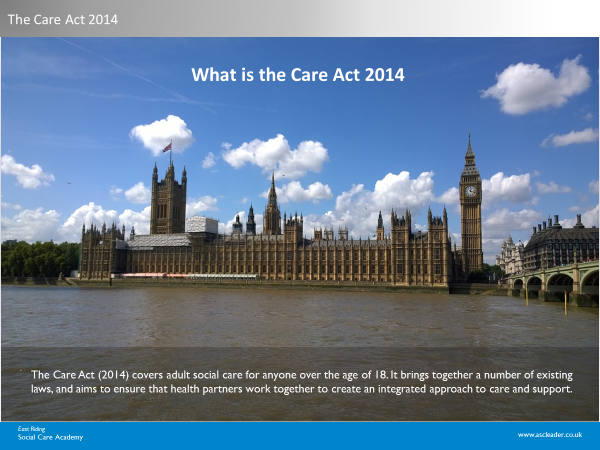 The Care Act 2014
What is the Care Act 2014
The Care Act (2014) covers adult social care for anyone over the age of 18. It brings together a number of existing
laws, and aims to ensure that health partners work together to create an integrated approach to care and support.
East Riding
Social Care Academy
www.ascleader.co.uk